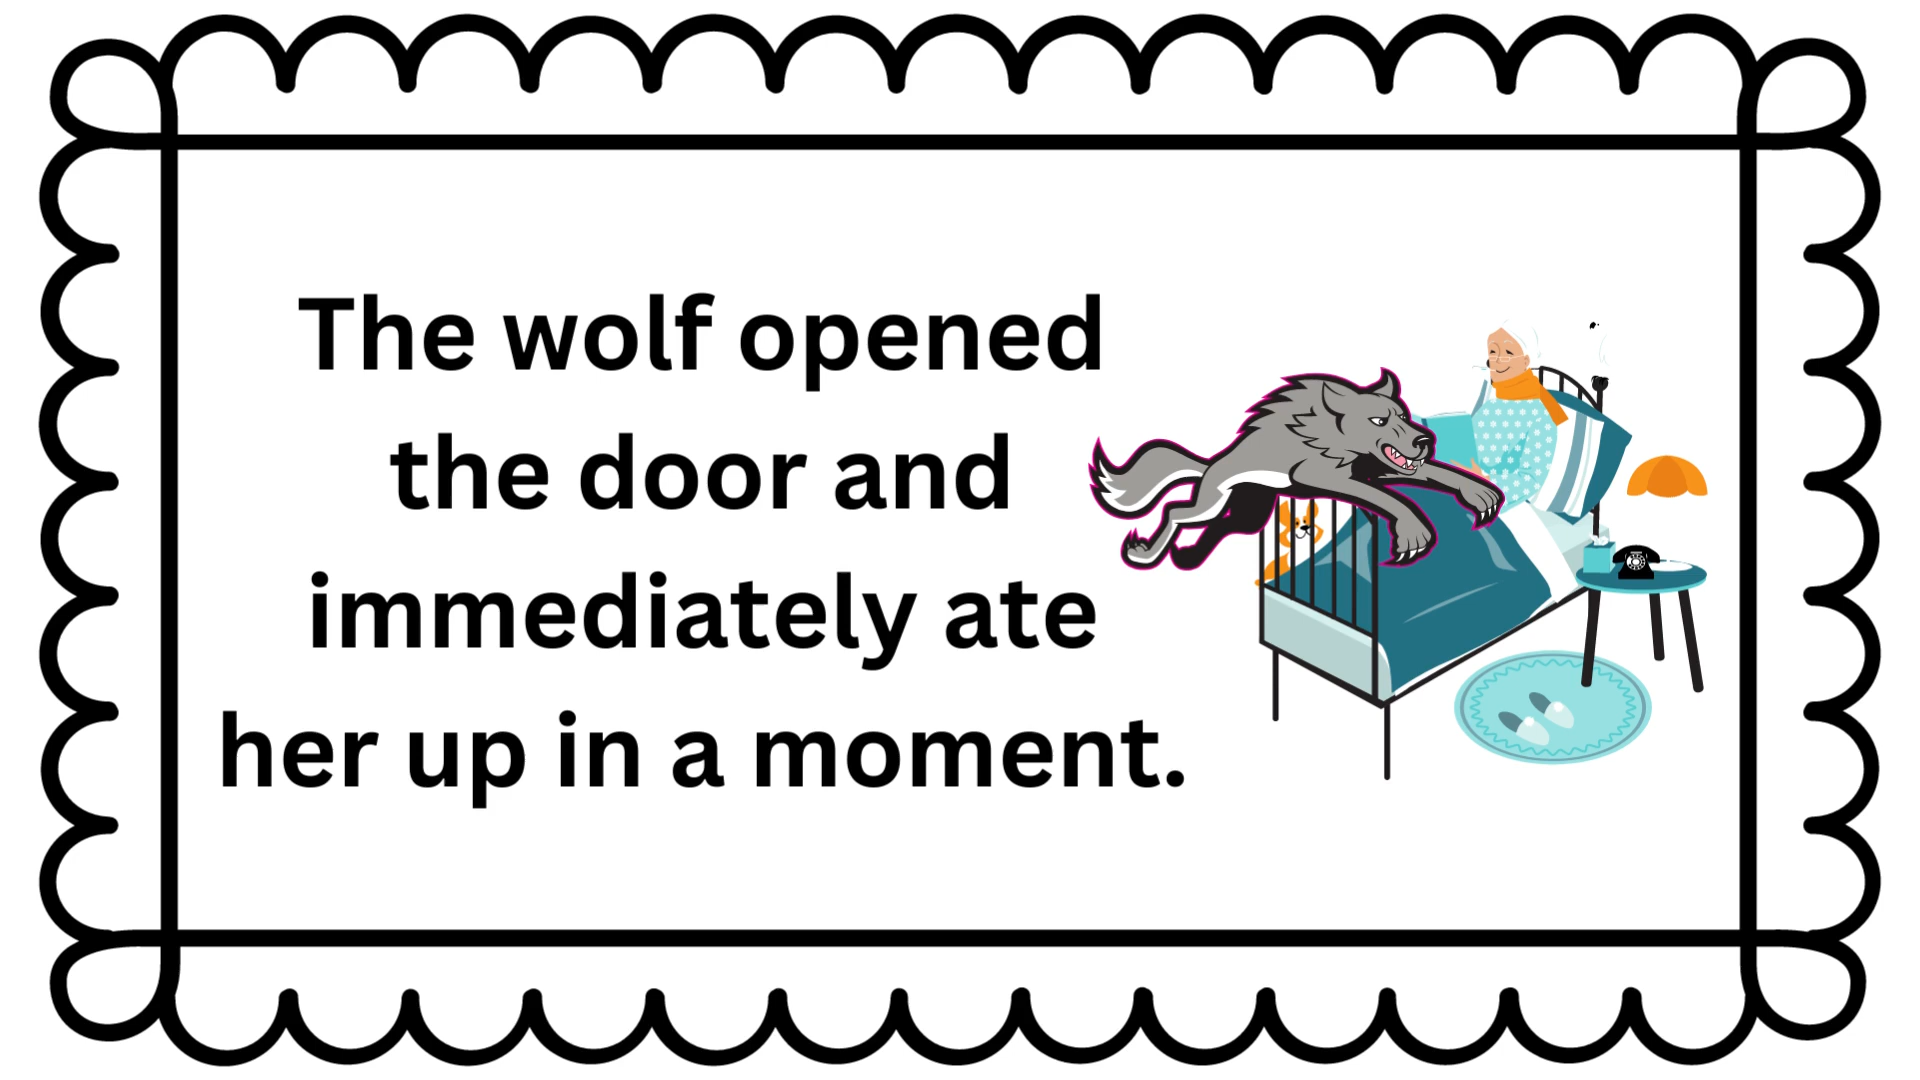 The wolf opened
the door and
immediately ate
her up in a moment.